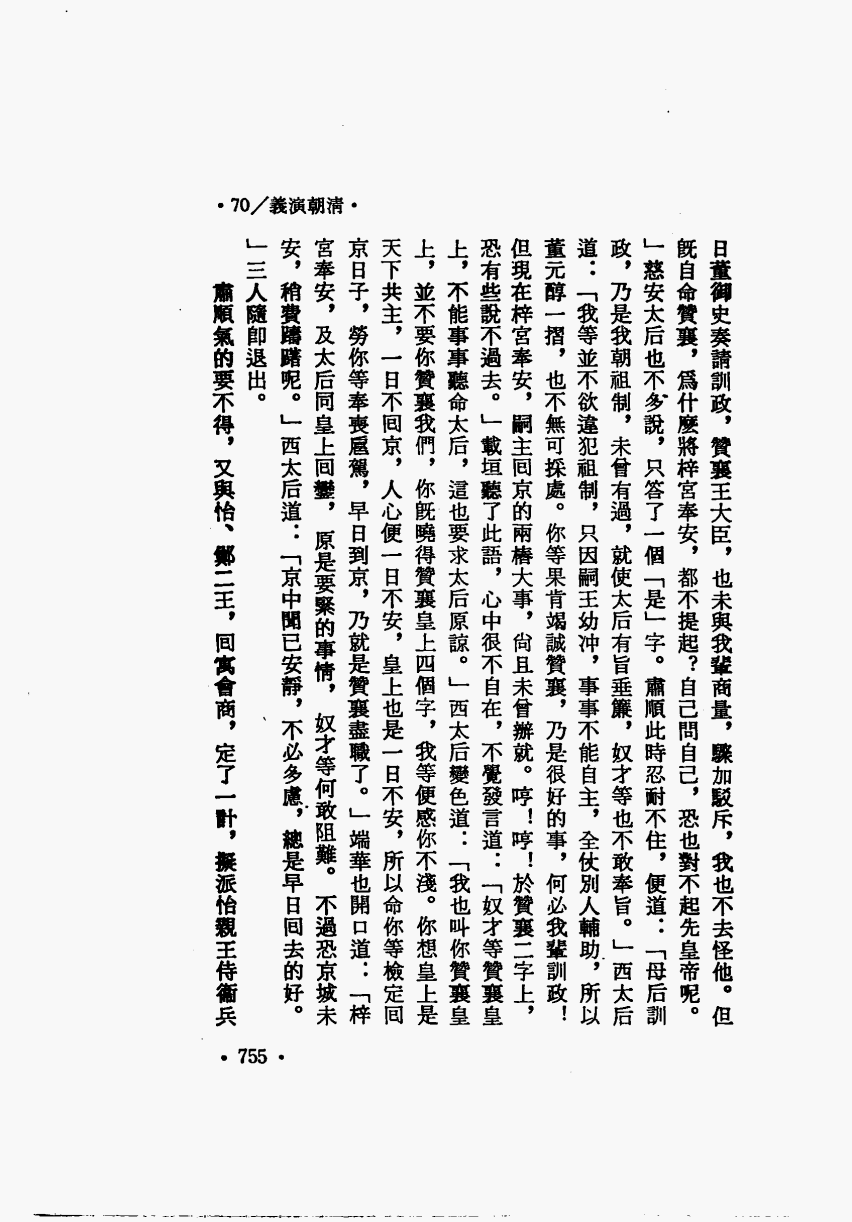 •70/義演朝清•
日董御史奏請訓政，贊襄王大臣，也未與我輩商量，驟加駁斥，我也不去怪他。但
旣自命贊襄，爲什麼將梓宮奉安，都不提起？自己問自己，恐也對不起先皇帝呢。
」慈安太后也不多說，只答了一個「是」字。肅順此時忍耐不住，便道：「母后訓
政，乃是我朝祖制，未曾有過，就使太后有旨垂簾，奴才等也不敢奉旨。」西太后
道：「我等並不欲違犯祖制，只因嗣王幼冲，事事不能自主，全仗別人輔助，所以
董元醇一摺，也不無可採處。你等果肯竭誠贊襄，乃是很好的事，何必我輩訓政！
但現在梓宮奉安，嗣主回京的兩樁大事，尙且未曾辦就。哼！哼！於贊襄二字上，
恐有些說不過去。」載垣聽了此語，心中很不自在，不覺發言道：「奴才等贊襄皇
上，不能事事聽命太后，這也要求太后原諒。」西太后變色道：「我也叫你贊襄皇
上，並不要你贊襄我們，你旣曉得贊襄皇上四個字，我等便感你不淺。你想皇上是
天下共主，一日不回京，人心便一日不安，皇上也是一日不安，所以命你等檢定回
京日子，勞你等奉喪扈駕，早日到京，乃就是贊襄盡職了。」端華也開口道：「梓
宮奉安，及太后同皇上回鑾，原是要緊的事情，奴才等何敢阻難。不過恐京城未
安，稍費躊躇呢。」西太后道：「京中聞已安靜，不必多慮，總是早日回去的好。
」三人隨卽退出。
肅順氣的要不得，又與怡、鄭二王，回寓會商，定了一計，擬派怡親王侍衞兵
•755•